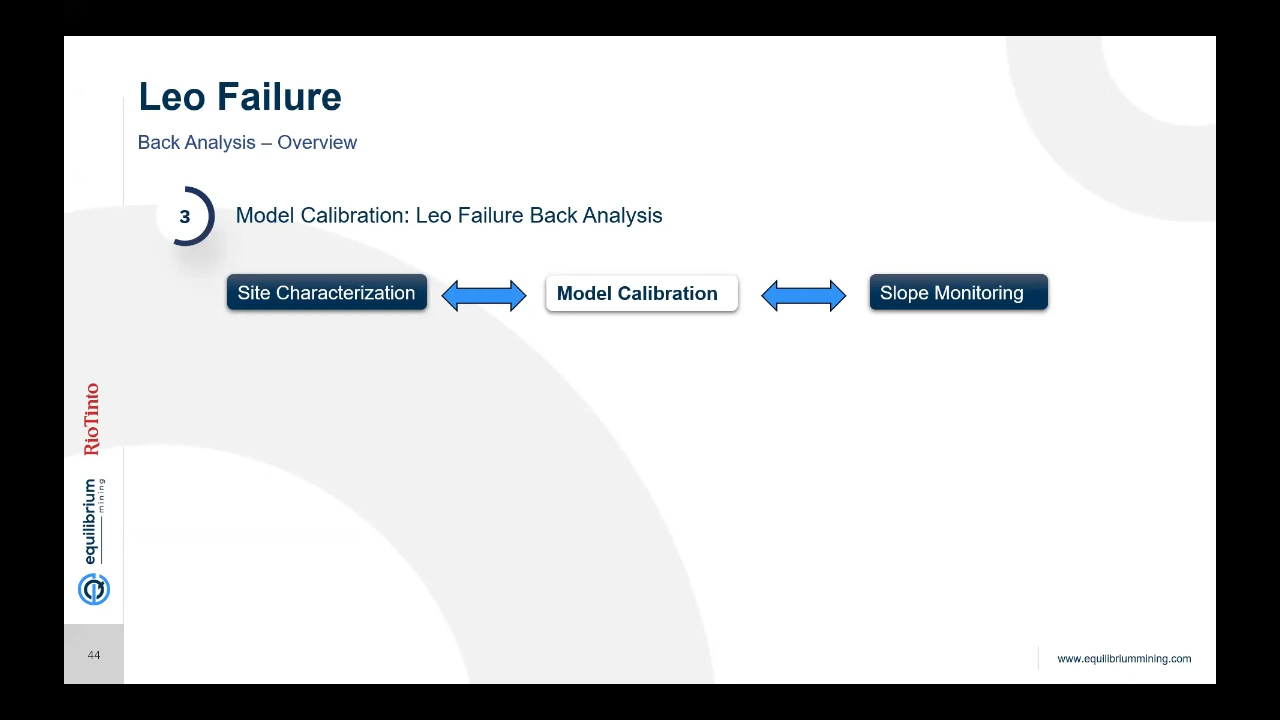 Leo Failure
Back Analysis – Overview
3
Model Calibration: Leo Failure Back Analysis
Site Characterization
Model Calibration
Slope Monitoring
RioTinto
equilibrium
mining
44
www.equilibriummining.com